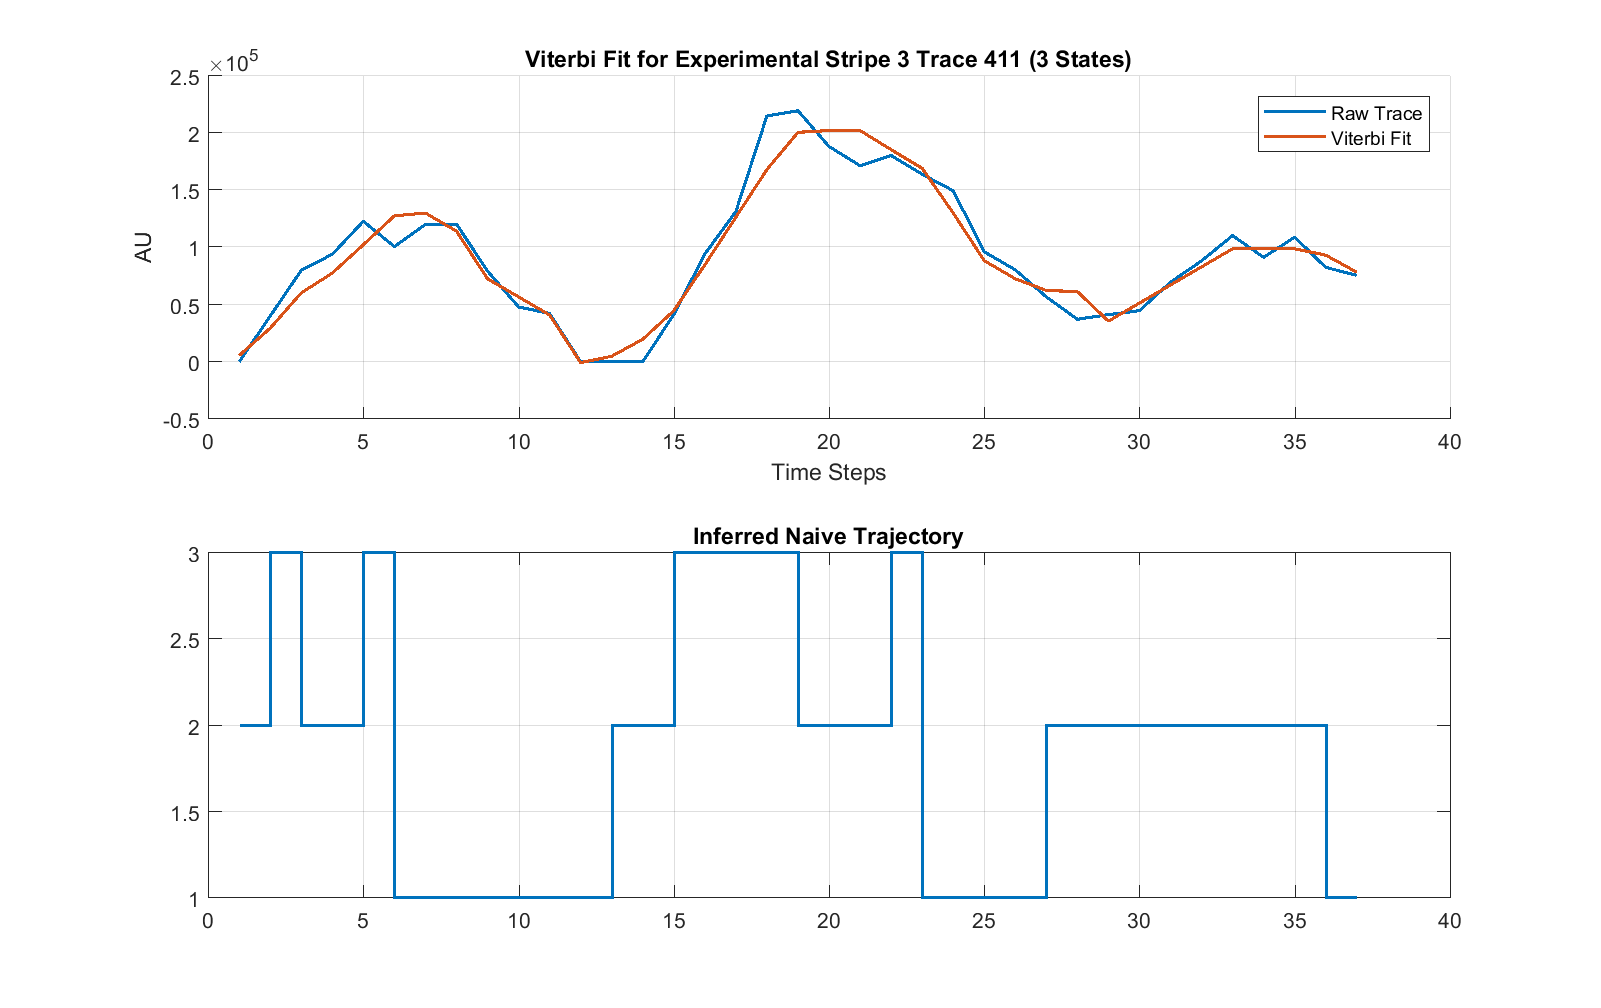 Viterbi Fit for Experimental Stripe 3 Trace 411 (3 States)
×10^5
2.5
2
1.5
1
0.5
0
-0.5
AU
Raw Trace
Viterbi Fit
0 5 10 15 20 25 30 35 40
Time Steps
Inferred Naive Trajectory
3
2.5
2
1.5
1
0 5 10 15 20 25 30 35 40